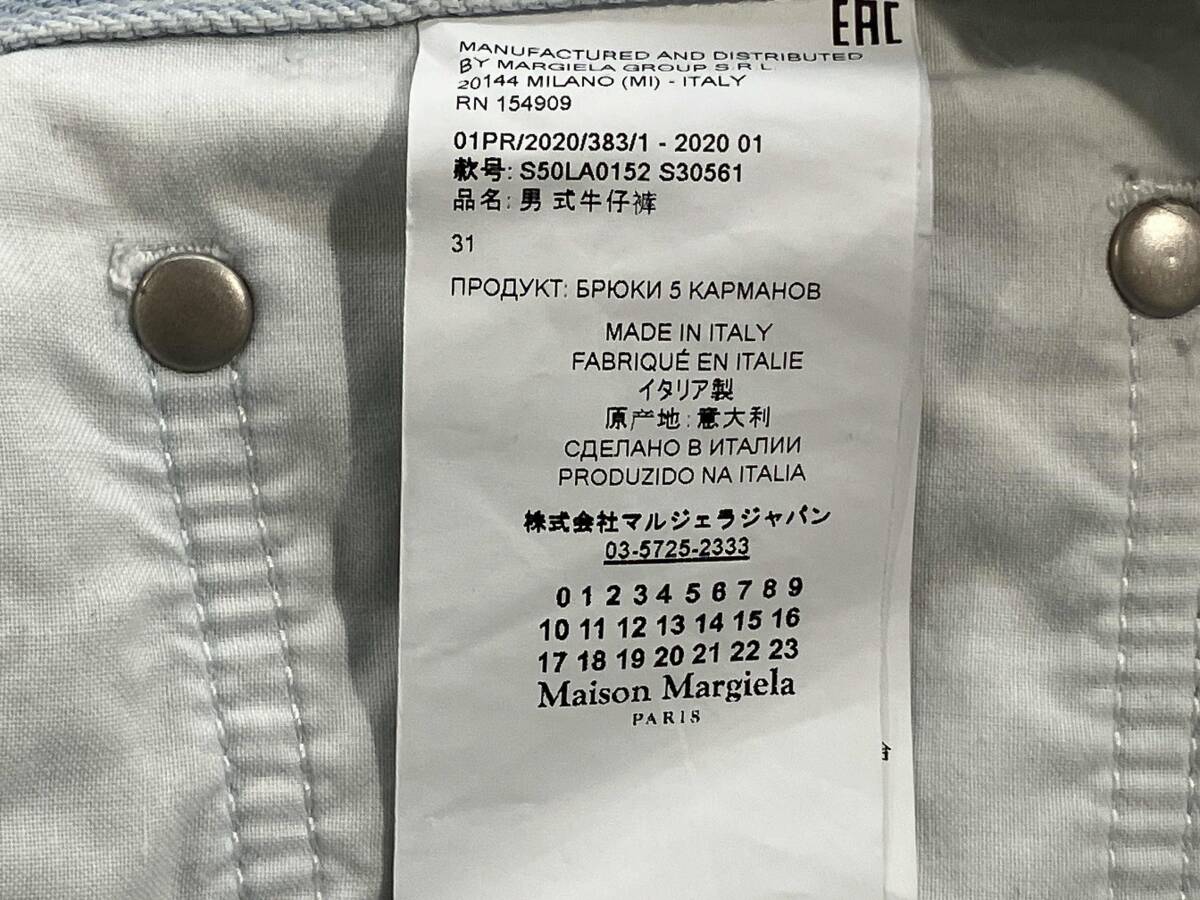 EAC
MANUFACTURED AND DISTRIBUTED
BY MARGIELA GROUP S.R.L.
20144 MILANO (MI) - ITALY
RN 154909
01PR/2020/383/1 - 2020 01
款号: S50LA0152 S30561
品名: 男 式牛仔裤
31
ПРОДУКТ: БРЮКИ 5 КАРМАНОВ
MADE IN ITALY
FABRIQUÉ EN ITALIE
イタリア製
原产地: 意大利
СДЕЛАНО В ИТАЛИИ
PRODUZIDO NA ITALIA
株式会社マルジェラジャパン
03-5725-2333
0 1 2 3 4 5 6 7 8 9
10 11 12 13 14 15 16
17 18 19 20 21 22 23
Maison Margiela
PARIS